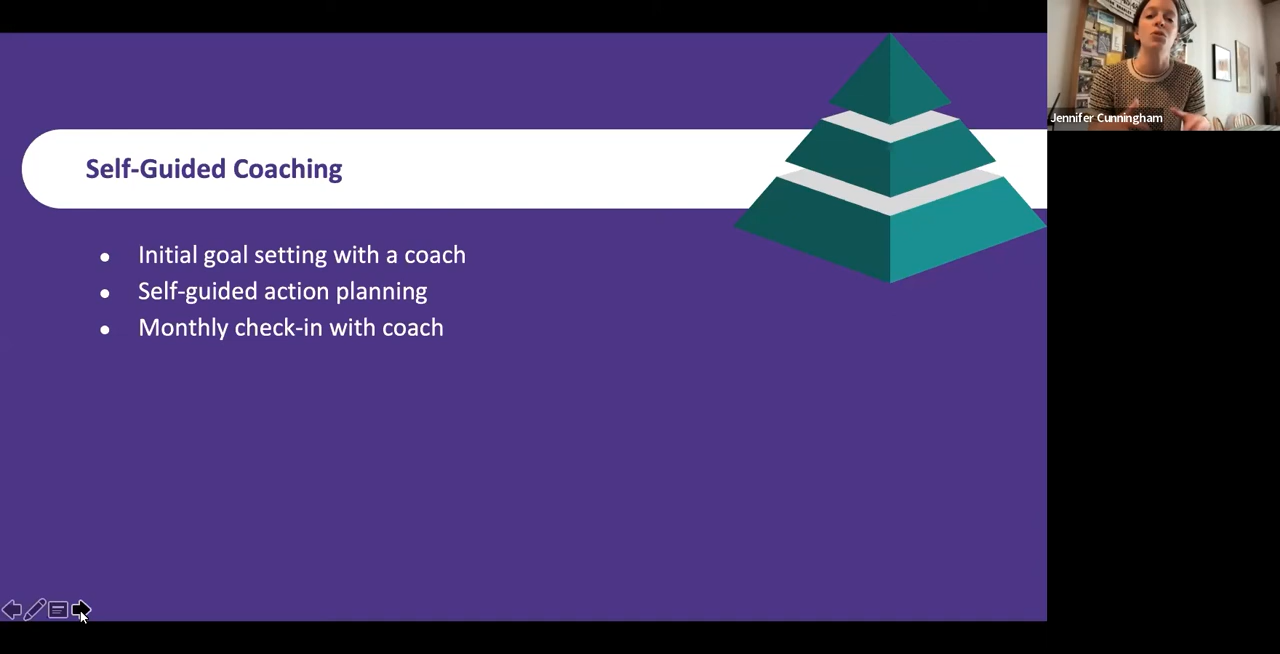 Self-Guided Coaching
● Initial goal setting with a coach
● Self-guided action planning
● Monthly check-in with coach
Jennifer Cunningham